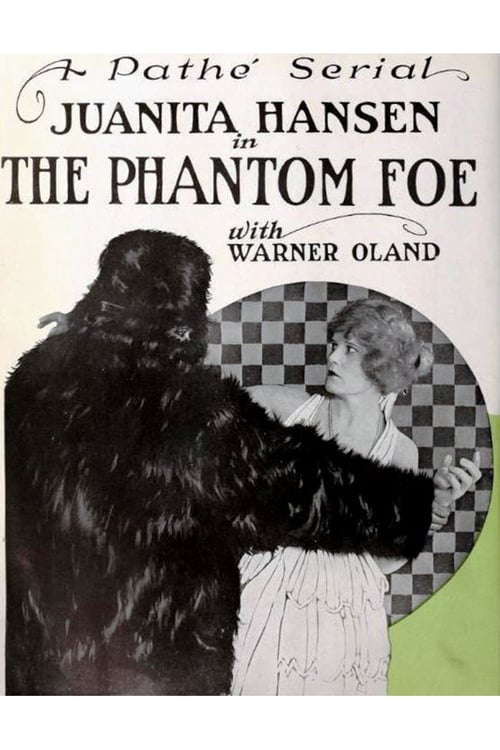 A Pathé Serial
JUANITA HANSEN
in
THE PHANTOM FOE
with
WARNER OLAND